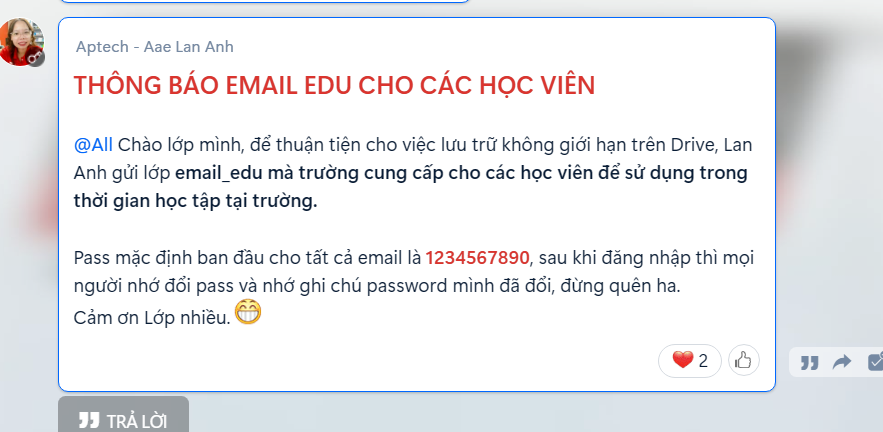 Aptech - Aae Lan Anh
THÔNG BÁO EMAIL EDU CHO CÁC HỌC VIÊN
@All Chào lớp mình, để thuận tiện cho việc lưu trữ không giới hạn trên Drive, Lan
Anh gửi lớp email_edu mà trường cung cấp cho các học viên để sử dụng trong
thời gian học tập tại trường.
Pass mặc định ban đầu cho tất cả email là 1234567890, sau khi đăng nhập thì mọi
người nhớ đổi pass và nhớ ghi chú password mình đã đổi, đừng quên ha.
Cảm ơn Lớp nhiều. 😁
❤️ 2
TRẢ LỜI